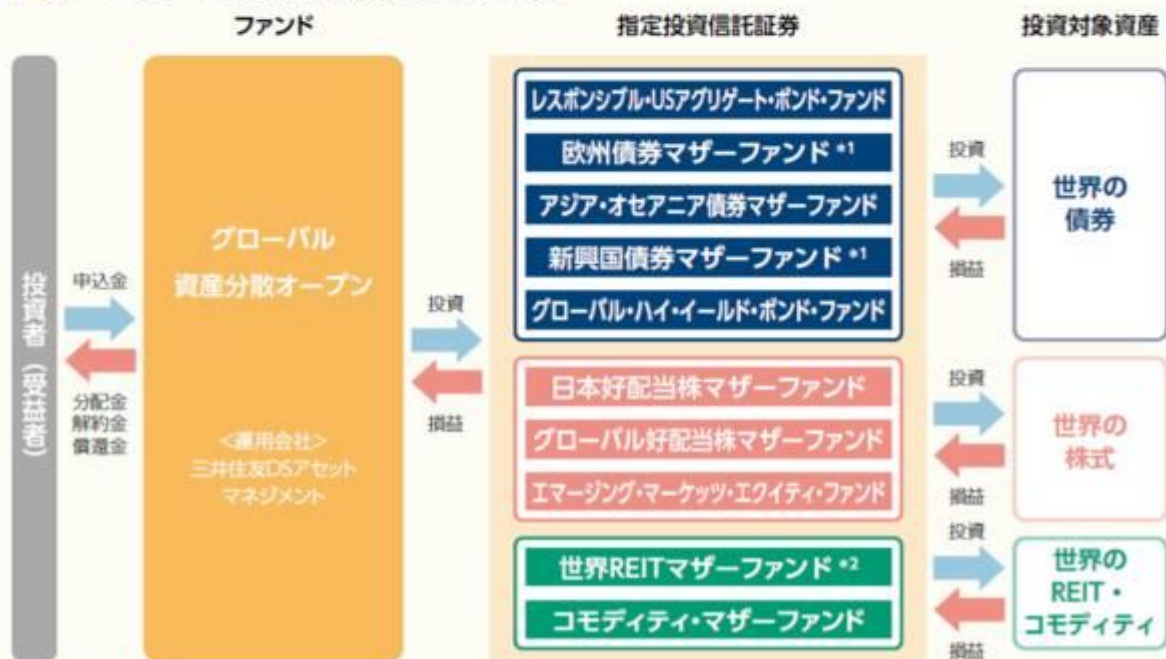 ファンド
指定投資信託証券
投資対象資産
投資者（受益者）
申込金
分配金
解約金
償還金
グローバル
資産分散オープン
<運用会社>
三井住友DSアセット
マネジメント
投資
損益
レスポンシブル・USアグリゲート・ボンド・ファンド
欧州債券マザーファンド *1
アジア・オセアニア債券マザーファンド
新興国債券マザーファンド *1
グローバル・ハイ・イールド・ボンド・ファンド
投資
損益
世界の
債券
日本好配当株マザーファンド
グローバル好配当株マザーファンド
エマージング・マーケッツ・エクイティ・ファンド
投資
損益
世界の
株式
世界REITマザーファンド *2
コモディティ・マザーファンド
投資
損益
世界の
REIT・
コモディティ